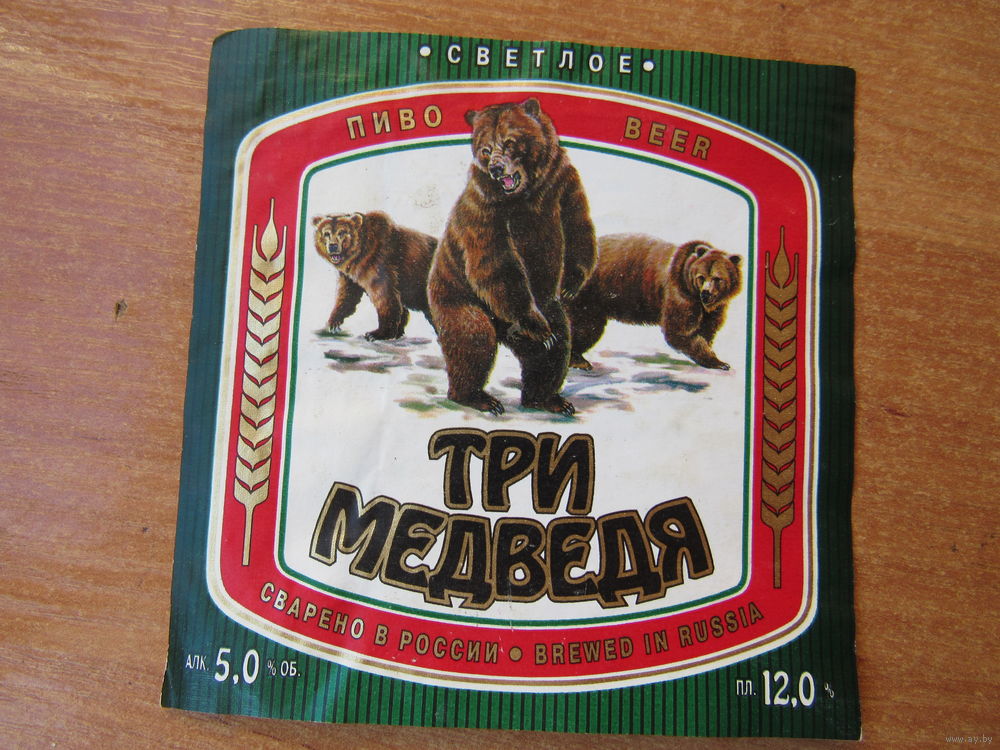 • СВЕТЛОЕ •
ПИВО BEER
ТРИ
МЕДВЕДЯ
СВАРЕНО В РОССИИ • BREWED IN RUSSIA
АЛК. 5,0 % ОБ.
ПЛ. 12,0 %
www.ay.by